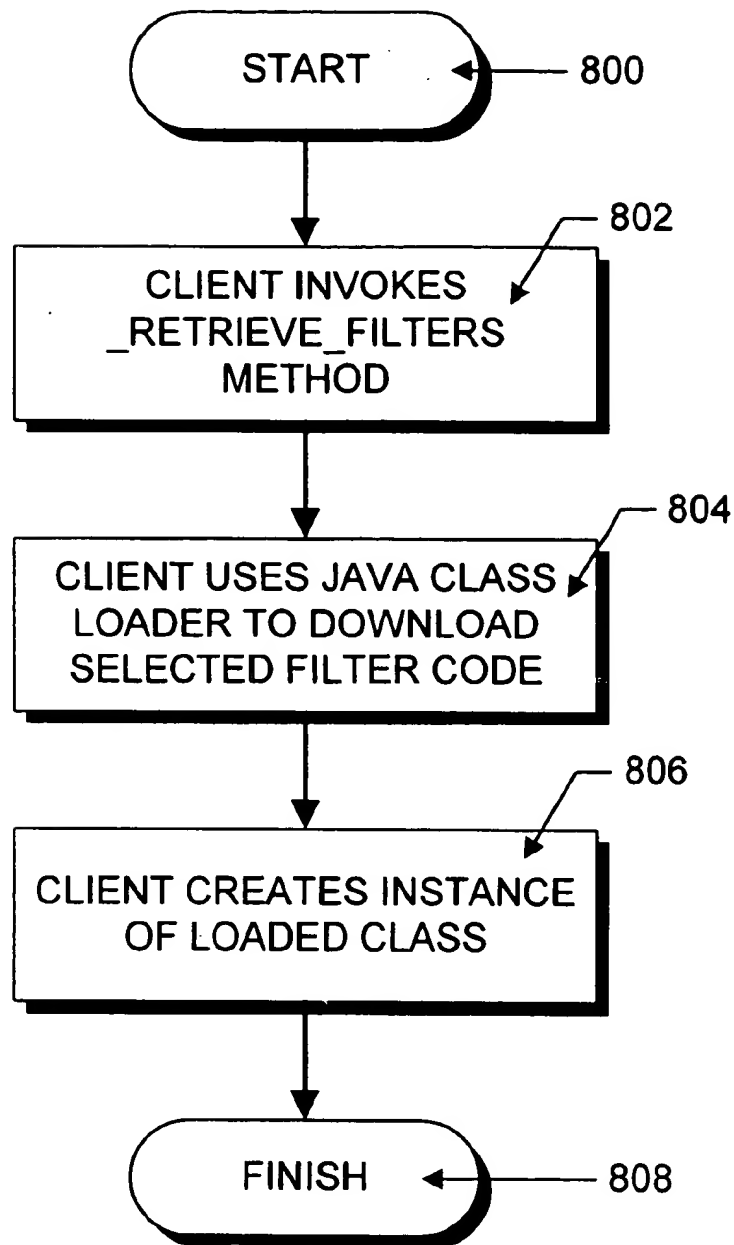 START
800
802
CLIENT INVOKES
_RETRIEVE_FILTERS
METHOD
804
CLIENT USES JAVA CLASS
LOADER TO DOWNLOAD
SELECTED FILTER CODE
806
CLIENT CREATES INSTANCE
OF LOADED CLASS
FINISH
808